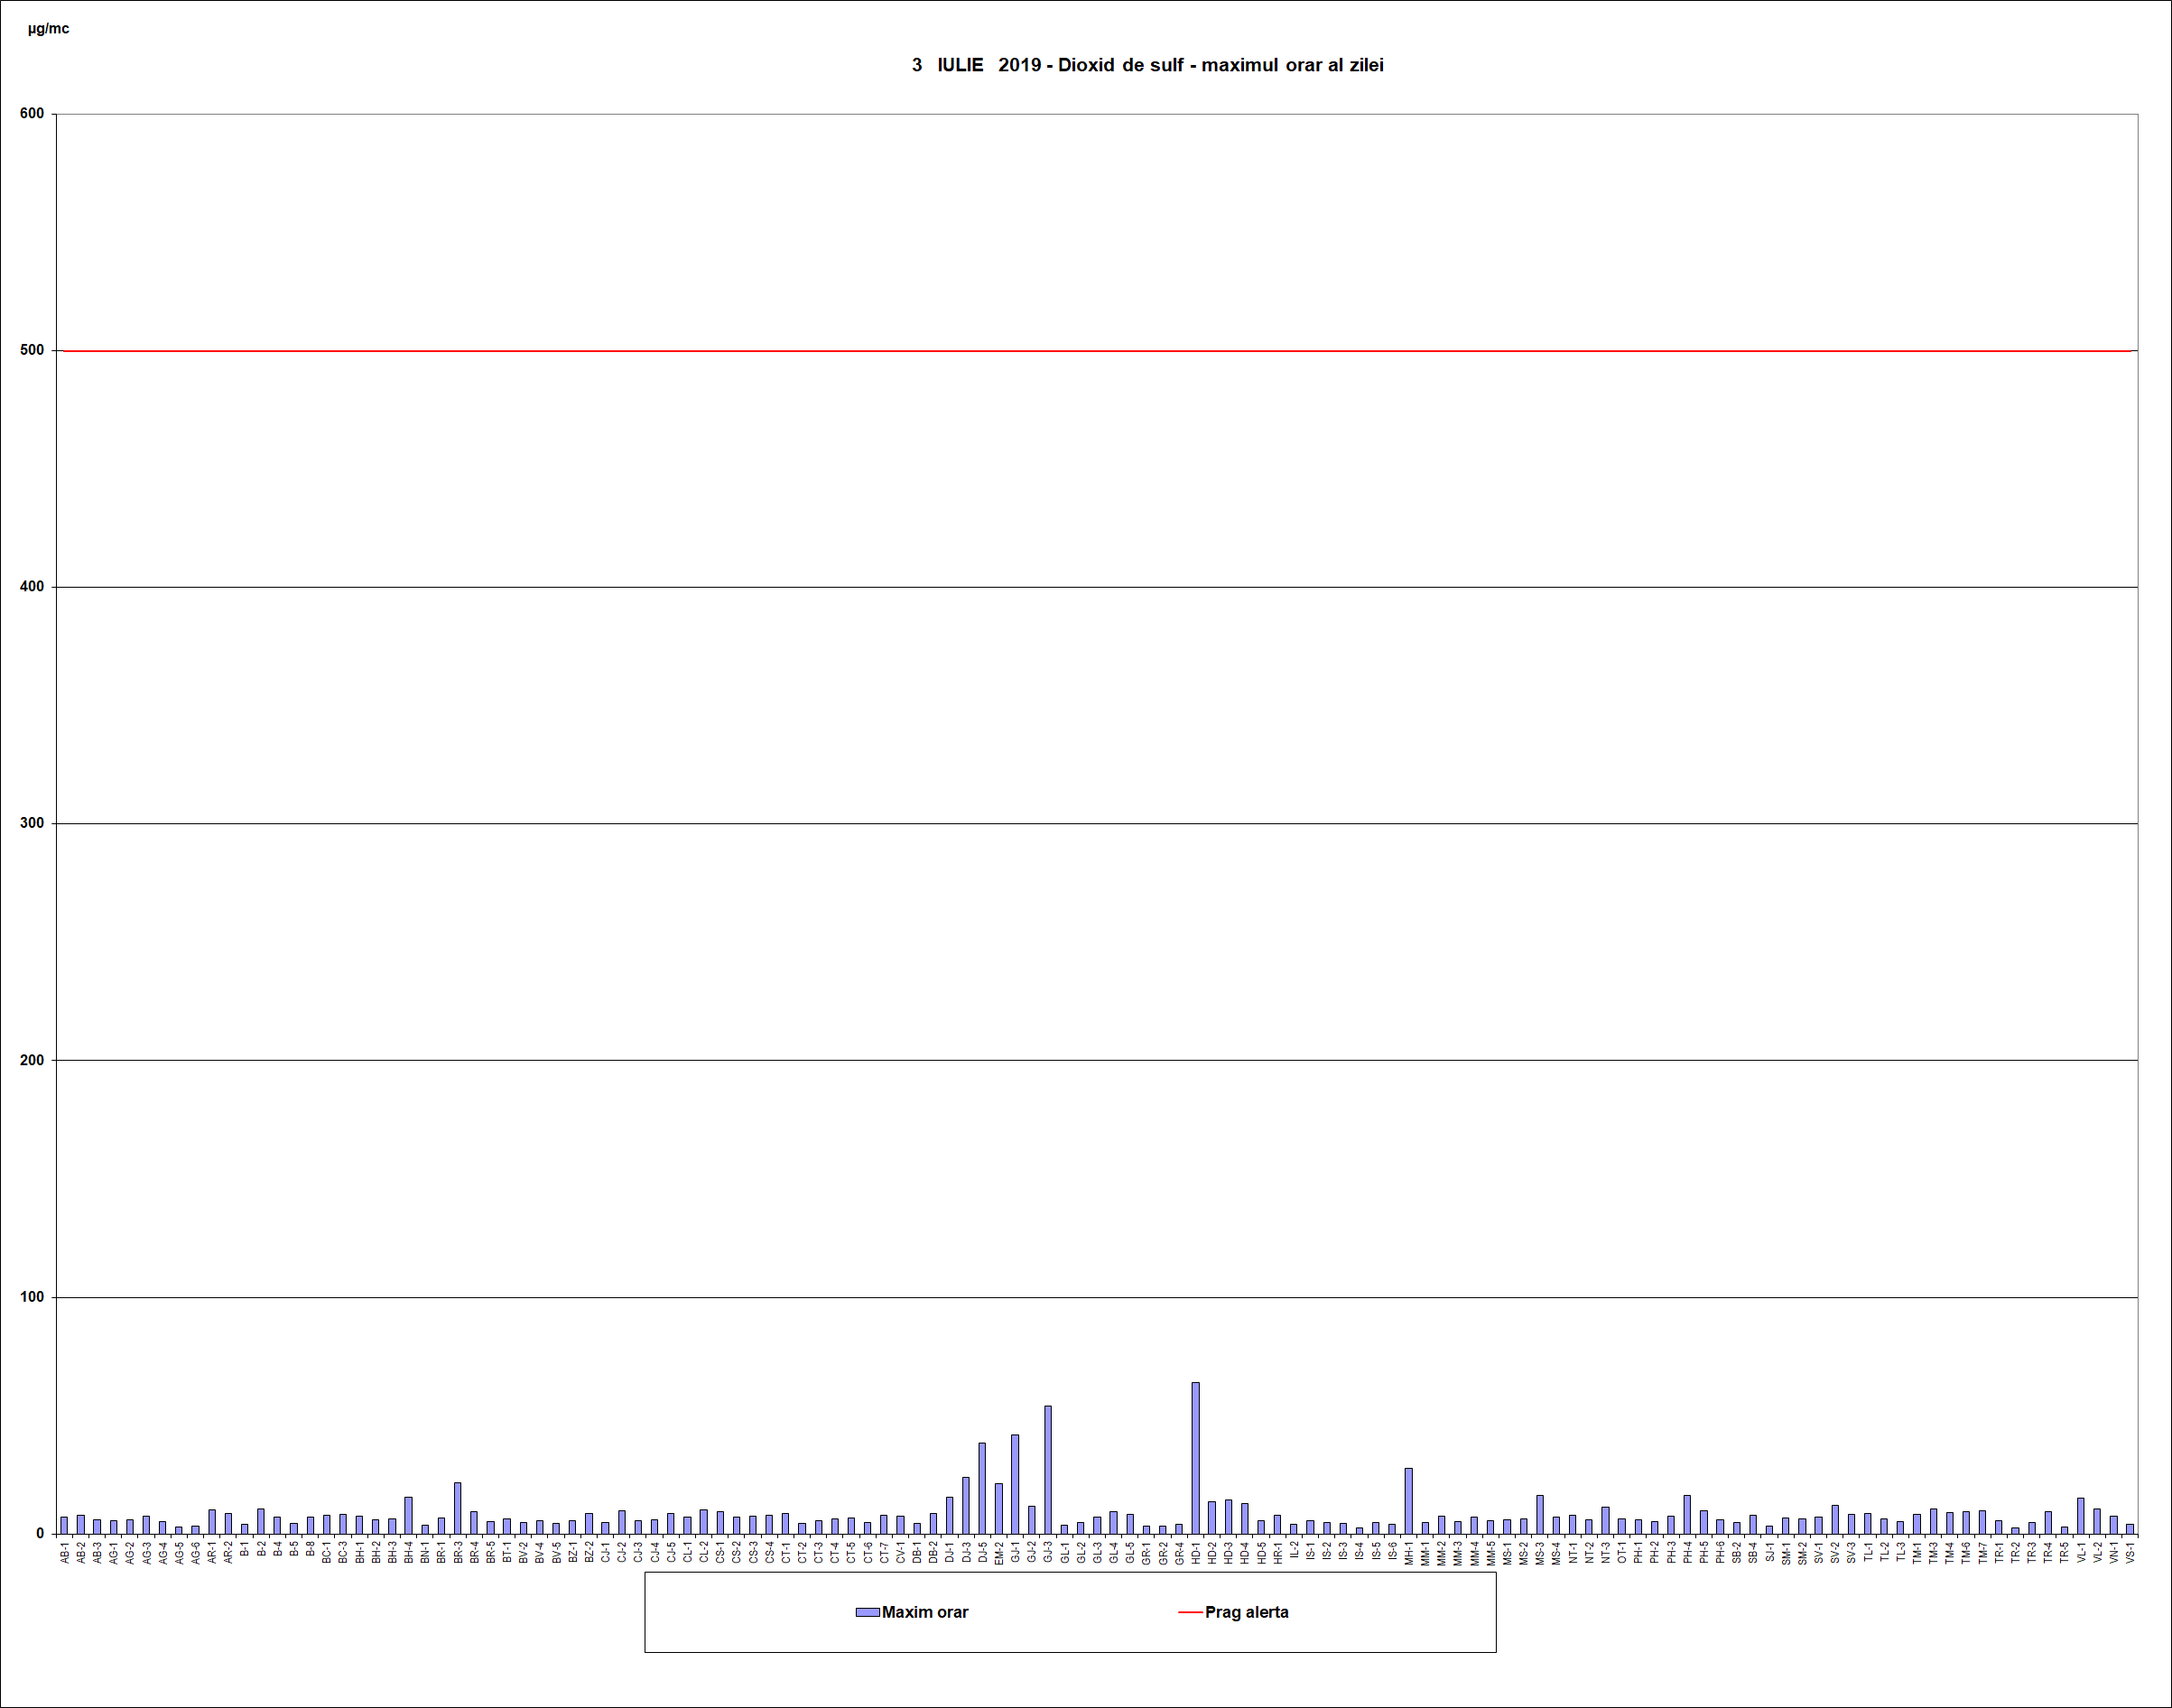 µg/mc
3 IULIE 2019 - Dioxid de sulf - maximul orar al zilei
600
500
400
300
200
100
0
AB-1 AB-2 AB-3 AG-1 AG-2 AG-3 AG-4 AG-5 AG-6 AR-1 AR-2 B-1 B-2 B-4 B-5 B-8 BC-1 BC-3 BH-1 BH-2 BH-3 BH-4 BN-1 BR-1 BR-3 BR-4 BR-5 BT-1 BV-2 BV-4 BV-5 BZ-1 BZ-2 CJ-1 CJ-2 CJ-3 CJ-4 CJ-5 CL-1 CL-2 CS-1 CS-2 CS-3 CS-4 CT-1 CT-2 CT-3 CT-4 CT-5 CT-6 CT-7 CV-1 DB-1 DB-2 DJ-1 DJ-3 DJ-5 EM-2 GJ-1 GJ-2 GJ-3 GL-1 GL-2 GL-3 GL-4 GL-5 GR-1 GR-2 GR-4 HD-1 HD-2 HD-3 HD-4 HD-5 HR-1 IL-2 IS-1 IS-2 IS-3 IS-4 IS-5 IS-6 MH-1 MM-1 MM-2 MM-3 MM-4 MM-5 MS-1 MS-2 MS-3 MS-4 NT-1 NT-2 NT-3 OT-1 PH-1 PH-2 PH-3 PH-4 PH-5 PH-6 SB-2 SB-4 SJ-1 SM-1 SM-2 SV-1 SV-2 SV-3 TL-1 TL-2 TL-3 TM-1 TM-3 TM-4 TM-6 TM-7 TR-1 TR-2 TR-3 TR-4 TR-5 VL-1 VL-2 VN-1 VS-1
Maxim orar Prag alerta